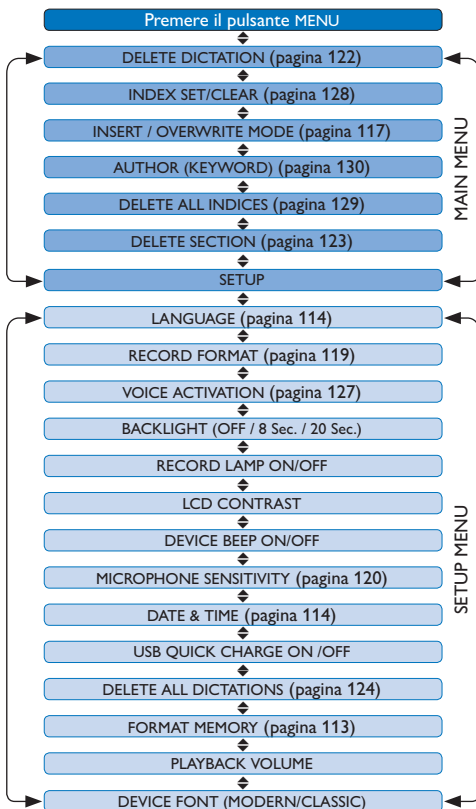 Premere il pulsante MENU
DELETE DICTATION (pagina 122)
INDEX SET/CLEAR (pagina 128)
INSERT / OVERWRITE MODE (pagina 117)
AUTHOR (KEYWORD) (pagina 130)
DELETE ALL INDICES (pagina 129)
DELETE SECTION (pagina 123)
SETUP
MAIN MENU
LANGUAGE (pagina 114)
RECORD FORMAT (pagina 119)
VOICE ACTIVATION (pagina 127)
BACKLIGHT (OFF / 8 Sec. / 20 Sec.)
RECORD LAMP ON/OFF
LCD CONTRAST
DEVICE BEEP ON/OFF
MICROPHONE SENSITIVITY (pagina 120)
DATE & TIME (pagina 114)
USB QUICK CHARGE ON /OFF
DELETE ALL DICTATIONS (pagina 124)
FORMAT MEMORY (pagina 113)
PLAYBACK VOLUME
DEVICE FONT (MODERN/CLASSIC)
SETUP MENU